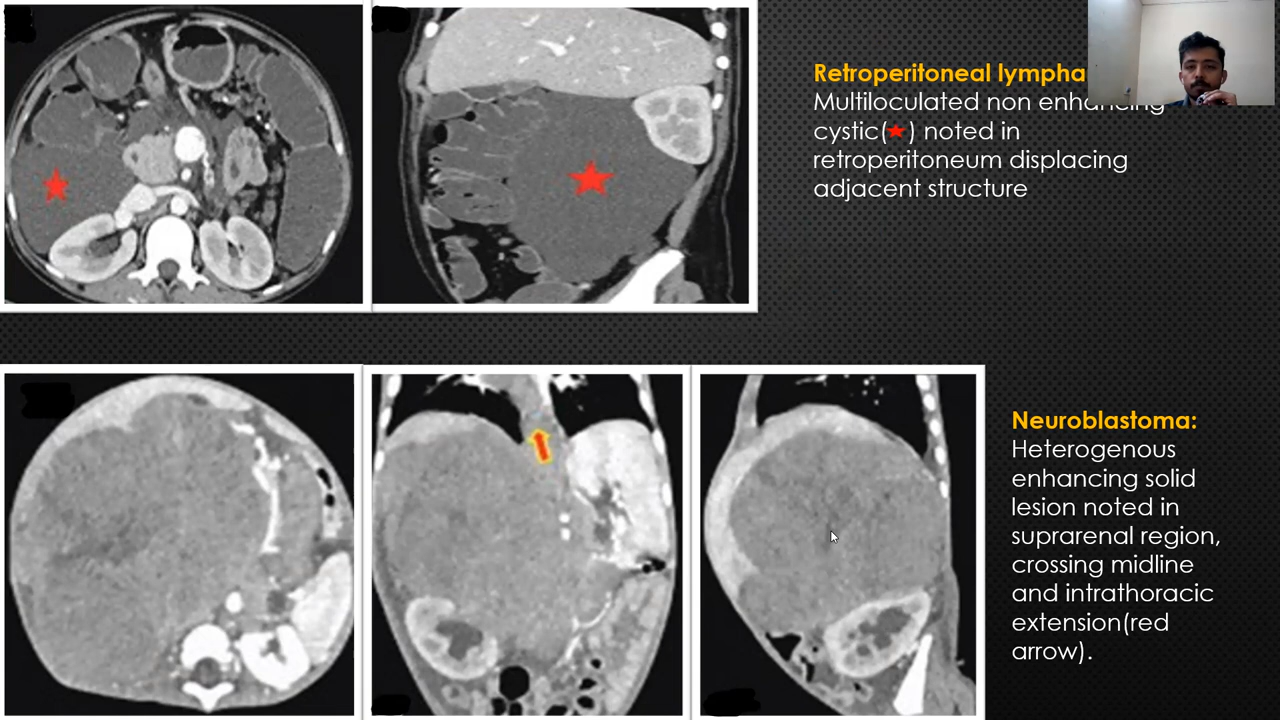 Retroperitoneal lympha
Multiloculated non enhancing
cystic(★) noted in
retroperitoneum displacing
adjacent structure
Neuroblastoma:
Heterogenous
enhancing solid
lesion noted in
suprarenal region,
crossing midline
and intrathoracic
extension(red
arrow).